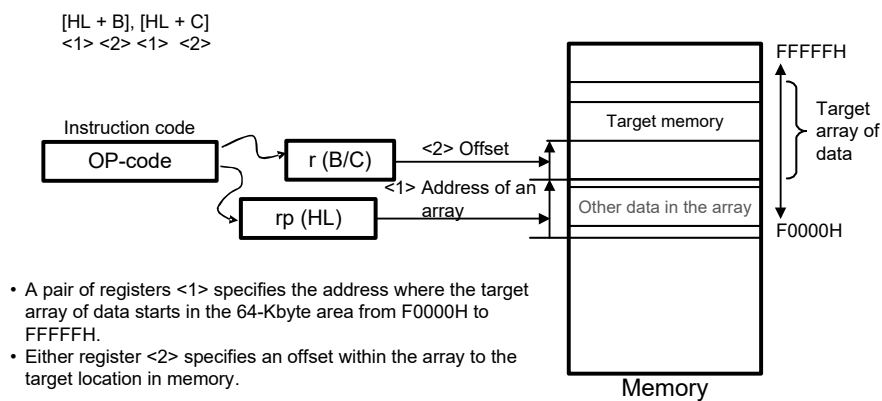 [HL + B], [HL + C]
<1> <2> <1> <2>
FFFFFH
Target memory
Target
array of
data
Instruction code
OP-code
r (B/C)
<2> Offset
<1> Address of an
array
rp (HL)
Other data in the array
F0000H
• A pair of registers <1> specifies the address where the target
array of data starts in the 64-Kbyte area from F0000H to
FFFFFH.
• Either register <2> specifies an offset within the array to the
target location in memory.
Memory